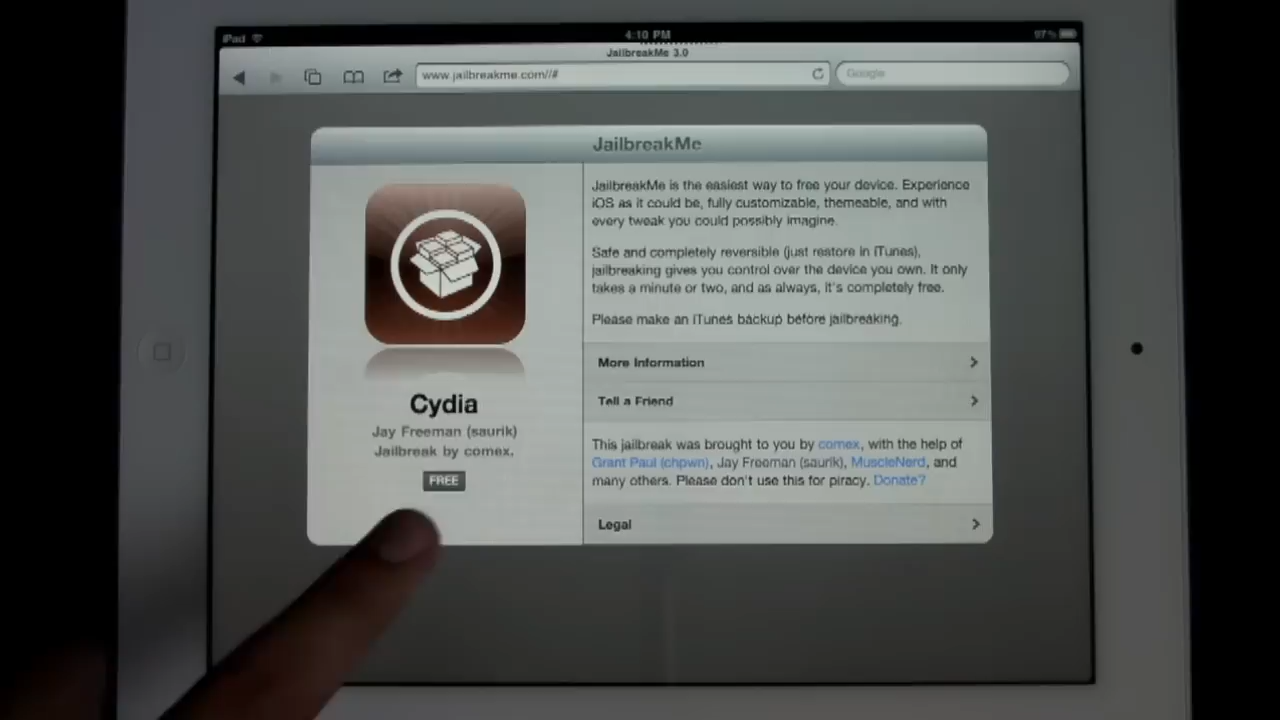 iPad
4:10 PM
97%
JailbreakMe 3.0
www.jailbreakme.com//#
Google
JailbreakMe
Cydia
Jay Freeman (saurik)
Jailbreak by comex.
FREE
JailbreakMe is the easiest way to free your device. Experience
iOS as it could be, fully customizable, themeable, and with
every tweak you could possibly imagine.
Safe and completely reversible (just restore in iTunes),
jailbreaking gives you control over the device you own. It only
takes a minute or two, and as always, it's completely free.
Please make an iTunes backup before jailbreaking.
More Information
Tell a Friend
This jailbreak was brought to you by comex, with the help of
Grant Paul (chpwn), Jay Freeman (saurik), MuscleNerd, and
many others. Please don't use this for piracy. Donate?
Legal